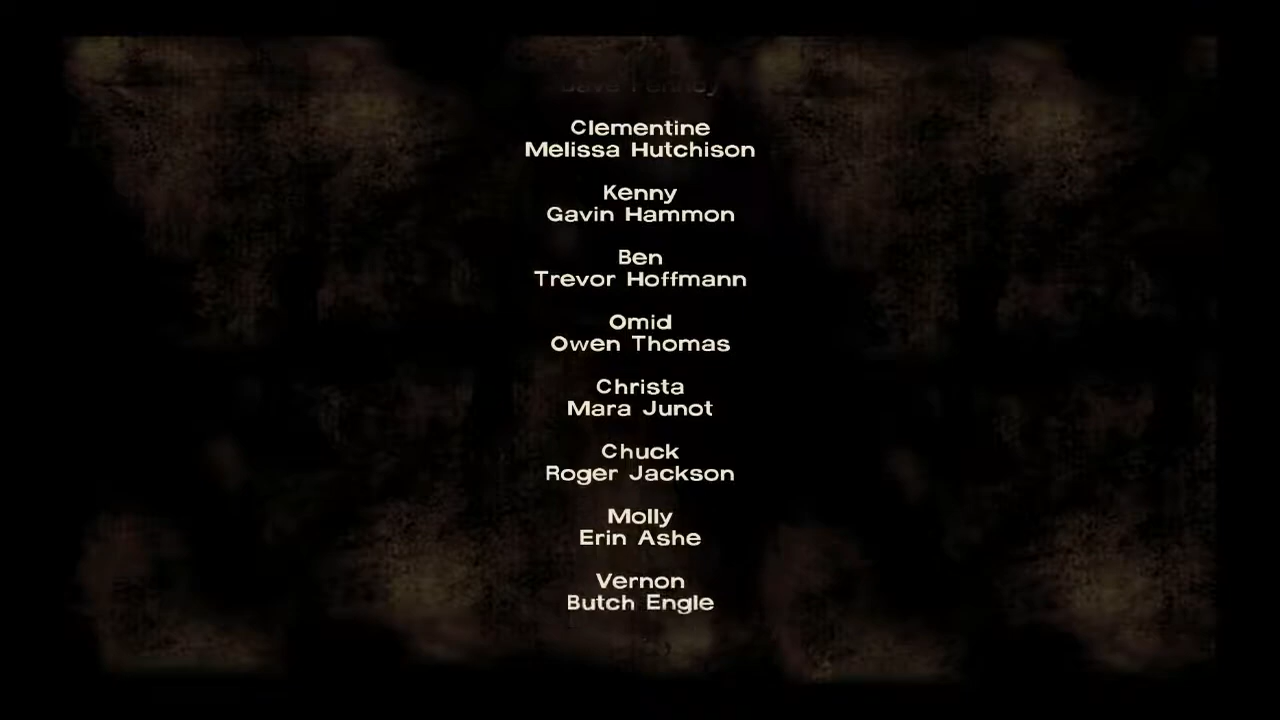 Clementine
Melissa Hutchison
Kenny
Gavin Hammon
Ben
Trevor Hoffmann
Omid
Owen Thomas
Christa
Mara Junot
Chuck
Roger Jackson
Molly
Erin Ashe
Vernon
Butch Engle